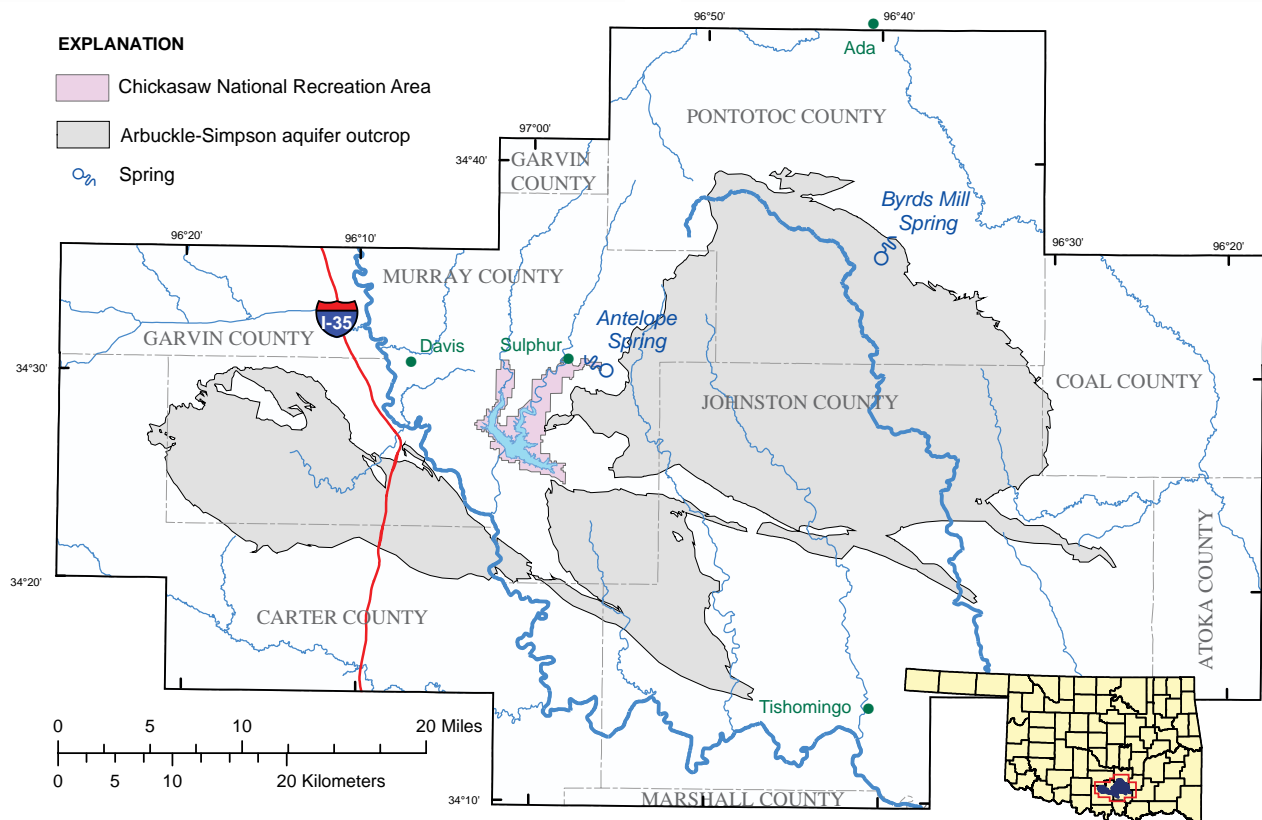 96°50'
96°40'
EXPLANATION
Ada
Chickasaw National Recreation Area
PONTOTOC COUNTY
Arbuckle-Simpson aquifer outcrop
97°00'
34°40'
GARVIN
COUNTY
Spring
Byrds Mill
Spring
96°20'
96°10'
96°30'
96°20'
MURRAY COUNTY
I-35
GARVIN COUNTY
Antelope
Spring
Davis
Sulphur
34°30'
COAL COUNTY
JOHNSTON COUNTY
34°20'
ATOKA COUNTY
CARTER COUNTY
Tishomingo
0 5 10 20 Miles
0 5 10 20 Kilometers
34°10'
MARSHALL COUNTY